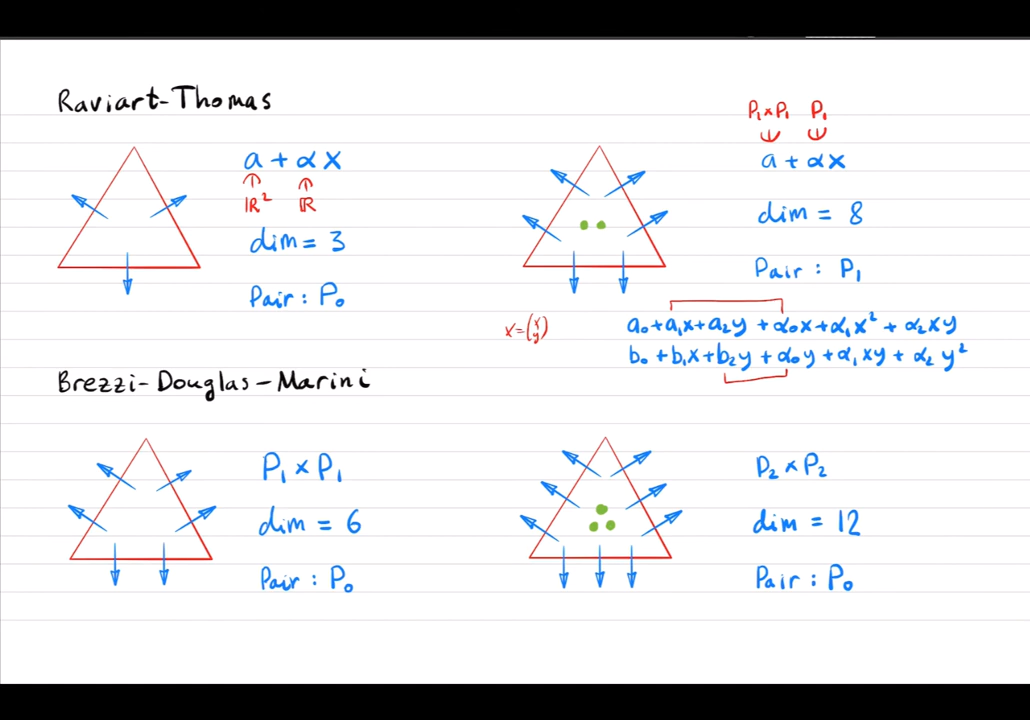 Raviart-Thomas
a + αx
ℝ² ℝ
dim = 3
Pair : P₀
P₁×P₁ P₁
a + αx
dim = 8
Pair : P₁
x=(x y)
a₀+a₁x+a₂y+α₀x+α₁x²+α₂xy
b₀+b₁x+b₂y+α₀y+α₁xy+α₂y²
Brezzi-Douglas-Marini
P₁×P₁
dim = 6
Pair : P₀
P₂×P₂
dim = 12
Pair : P₀